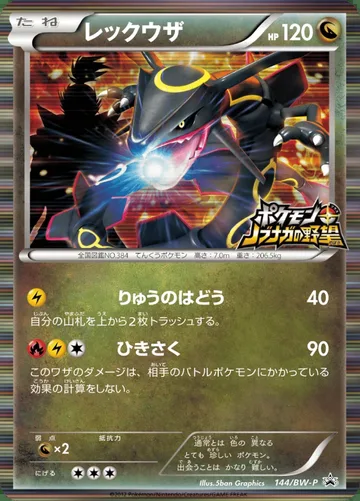 たね
レックウザ
HP 120
ポケモン+
ノブナガの野望
全国図鑑NO.384 てんくうポケモン 高さ:7.0m 重さ:206.5kg
りゅうのはどう 40
自分の山札を上から2枚トラッシュする。
ひきさく 90
このワザのダメージは、相手のバトルポケモンにかかっている
効果の計算をしない。
弱点 抵抗力
×2
にげる
通常とは 色の 異なる
とても 珍しい ポケモン。
出会うことは かなり 難しい。
Illus.5ban Graphics 144/BW-P
©2012 Pokémon/Nintendo/Creatures/GAME FREAK.